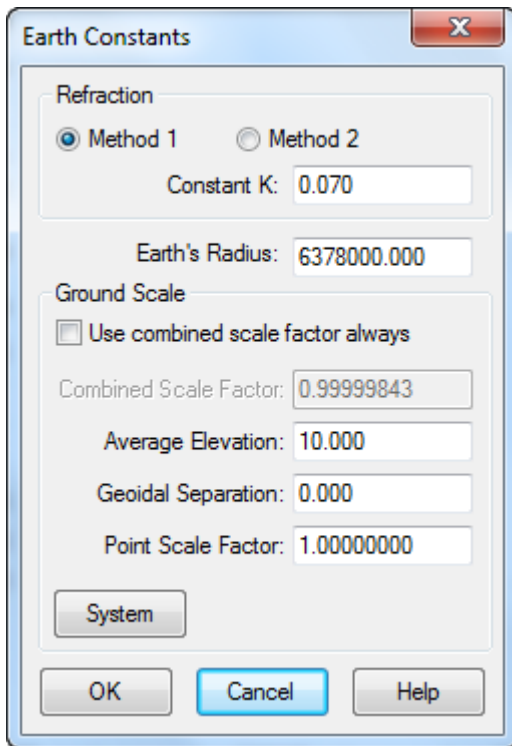 Earth Constants
Refraction
Method 1 Method 2
Constant K: 0.070
Earth's Radius: 6378000.000
Ground Scale
Use combined scale factor always
Combined Scale Factor: 0.99999843
Average Elevation: 10.000
Geoidal Separation: 0.000
Point Scale Factor: 1.00000000
System
OK Cancel Help